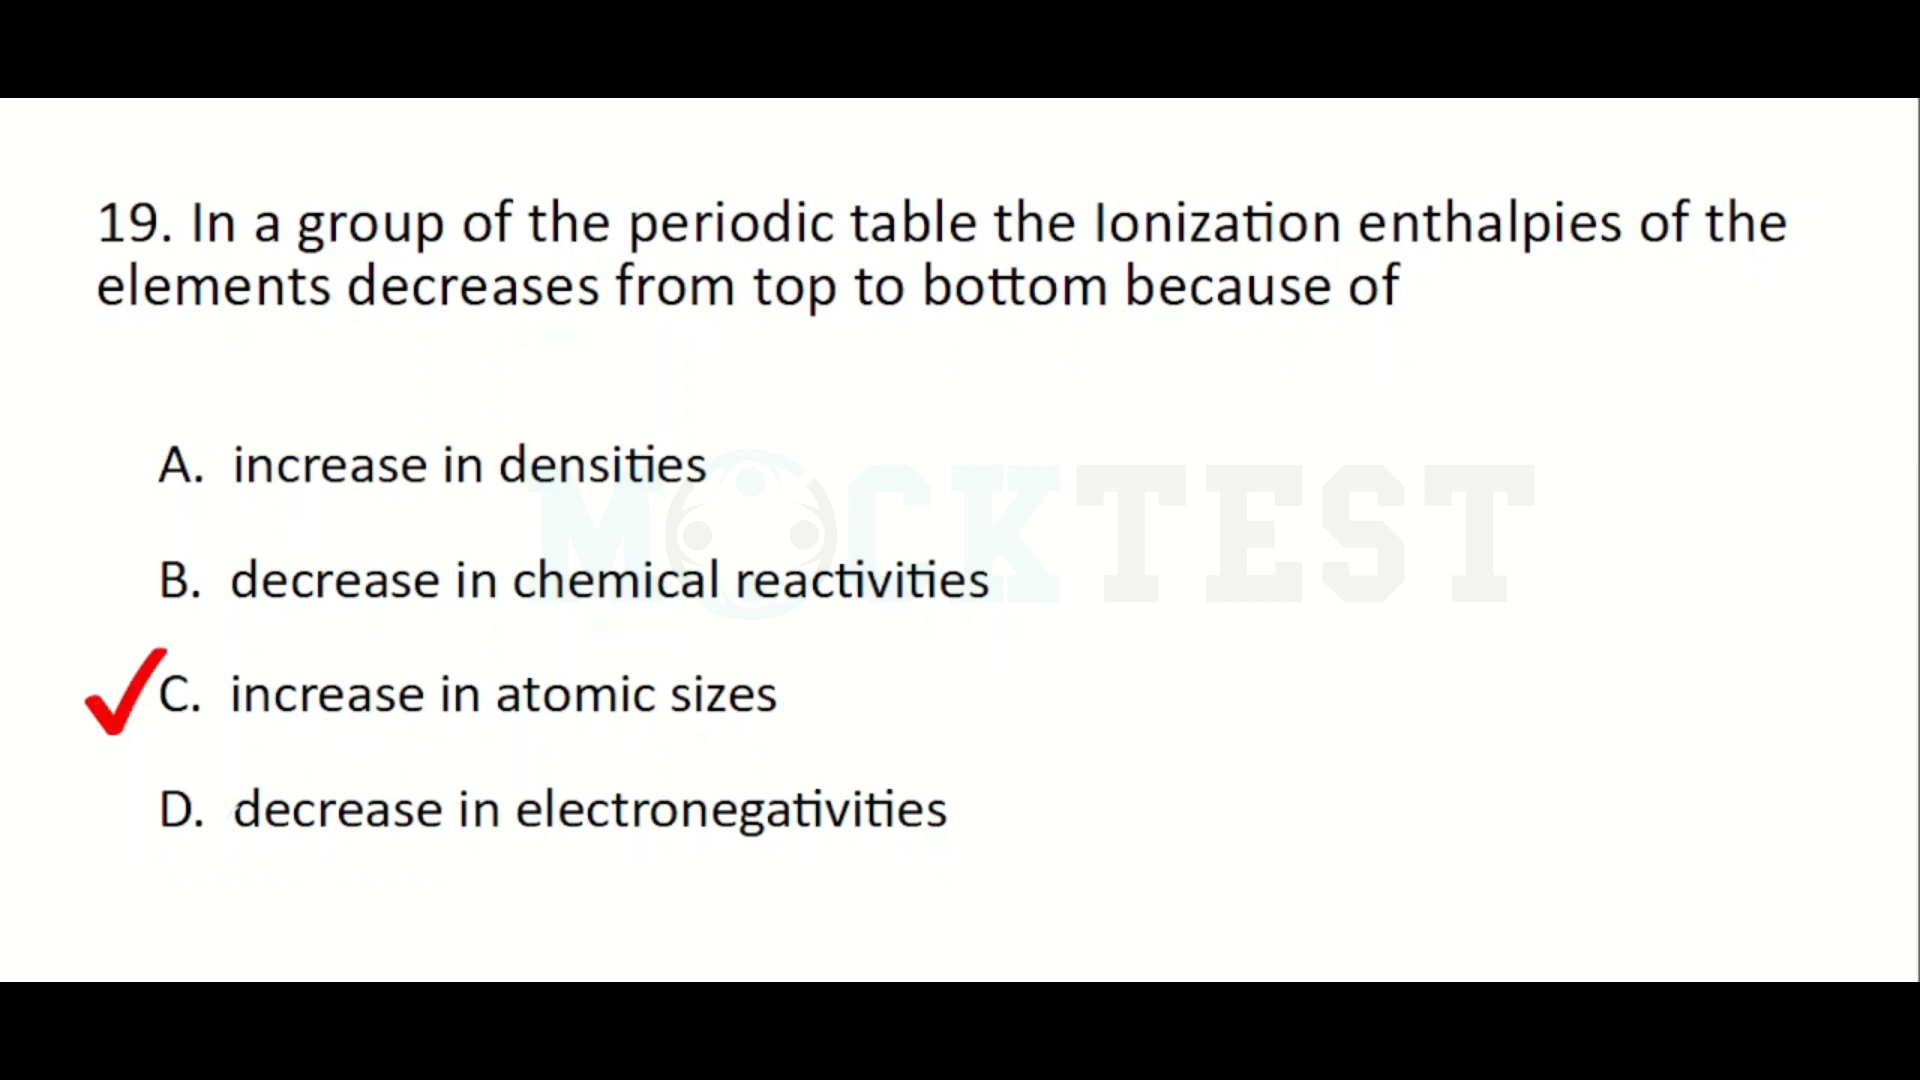 19. In a group of the periodic table the Ionization enthalpies of the
elements decreases from top to bottom because of
A. increase in densities
MOCKTEST
B. decrease in chemical reactivities
C. increase in atomic sizes
D. decrease in electronegativities